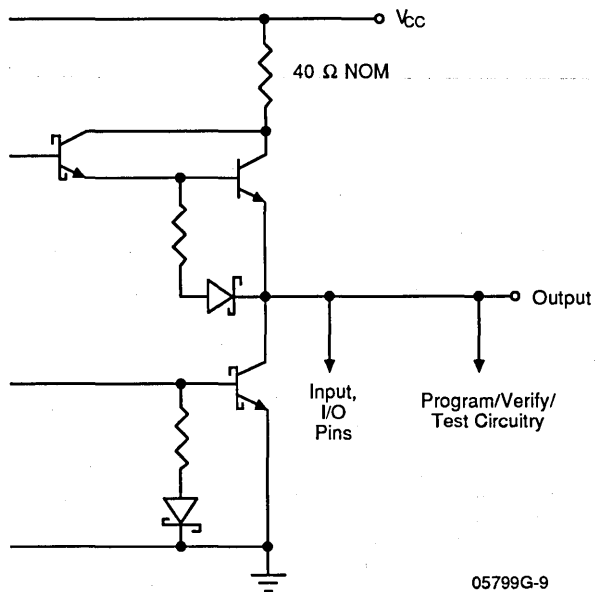 VCC
40 Ω NOM
Output
Input,
I/O
Pins
Program/Verify/
Test Circuitry
05799G-9